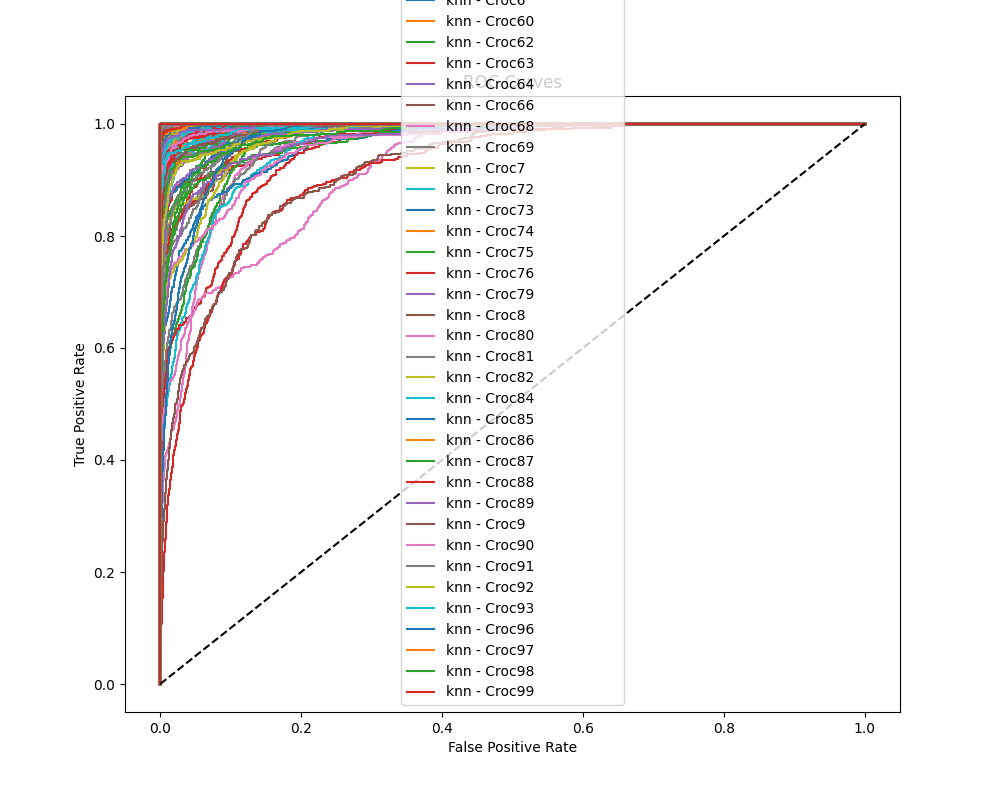 knn - Croc6
knn - Croc60
knn - Croc62
knn - Croc63
ROC Curves
knn - Croc64
knn - Croc66
knn - Croc68
knn - Croc69
knn - Croc7
knn - Croc72
knn - Croc73
knn - Croc74
knn - Croc75
knn - Croc76
knn - Croc79
knn - Croc8
knn - Croc80
knn - Croc81
knn - Croc82
knn - Croc84
knn - Croc85
knn - Croc86
knn - Croc87
knn - Croc88
knn - Croc89
knn - Croc9
knn - Croc90
knn - Croc91
knn - Croc92
knn - Croc93
knn - Croc96
knn - Croc97
knn - Croc98
knn - Croc99
1.0
0.8
0.6
0.4
0.2
0.0
True Positive Rate
0.0 0.2 0.4 0.6 0.8 1.0
False Positive Rate